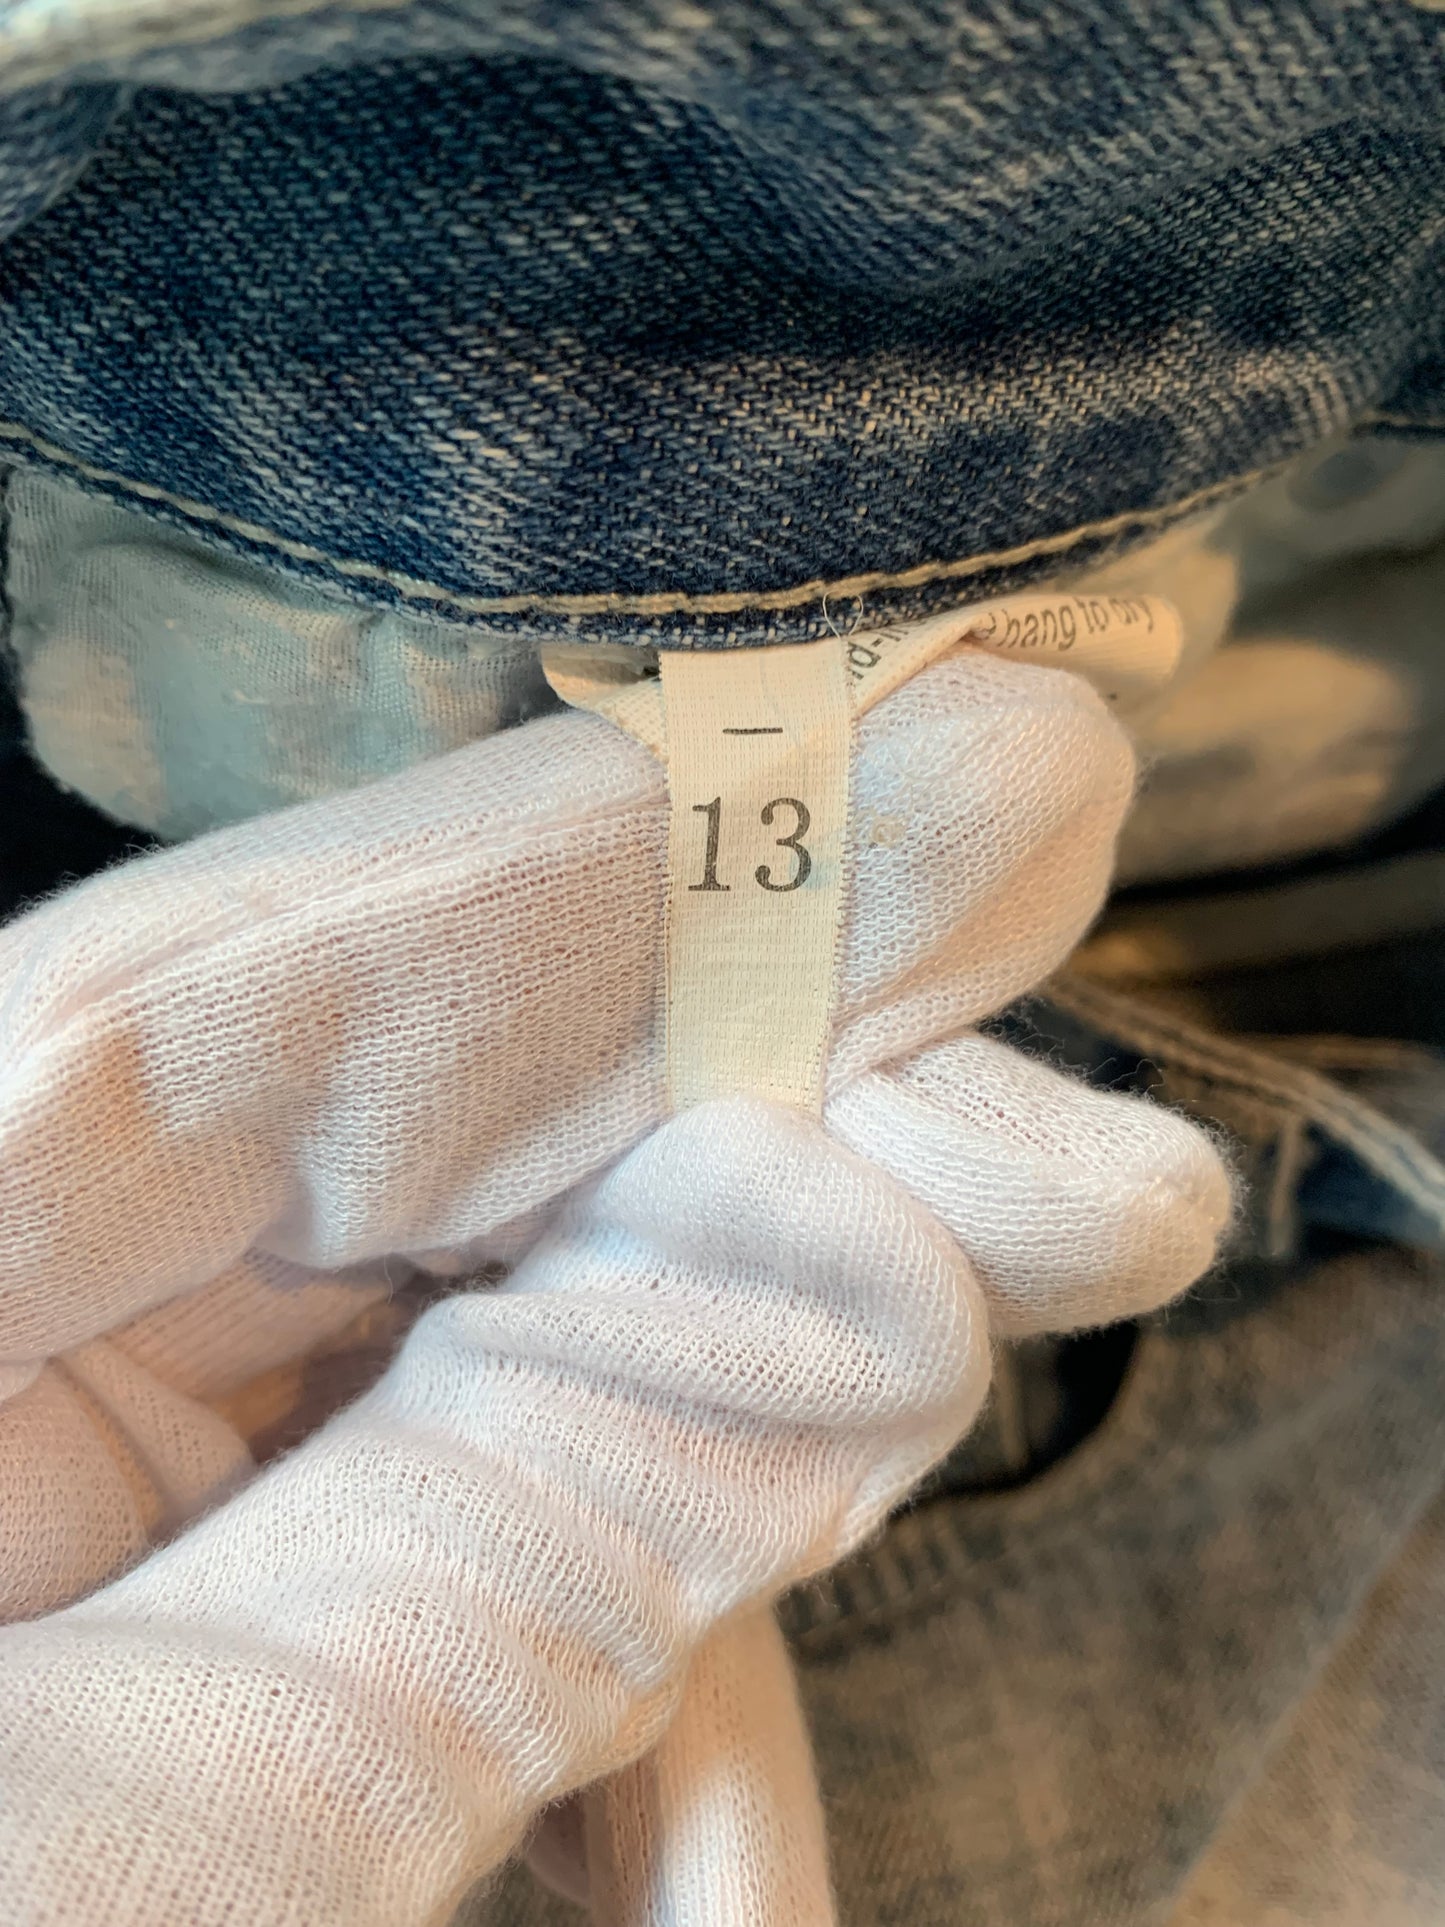 hang to dry
—
13